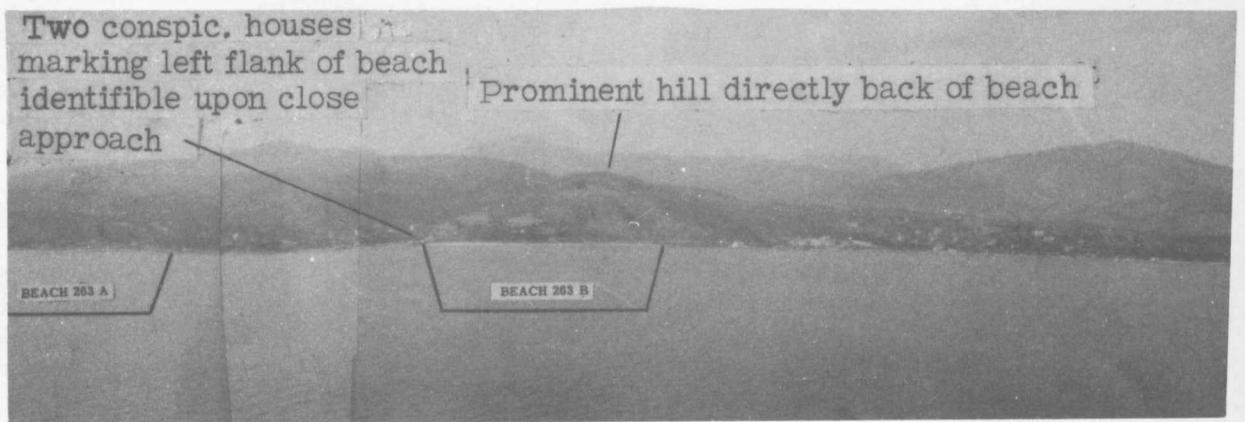 Two conspic. houses
marking left flank of beach
identifible upon close
approach
Prominent hill directly back of beach
BEACH 263 A
BEACH 263 B